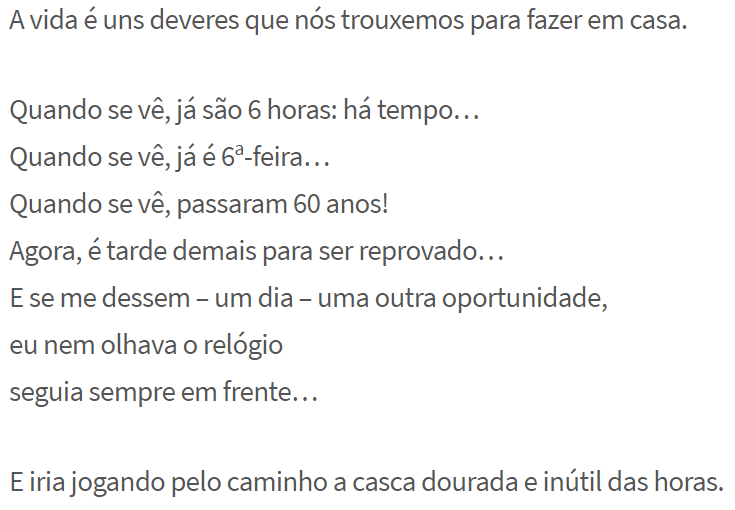 A vida é uns deveres que nós trouxemos para fazer em casa.
Quando se vê, já são 6 horas: há tempo…
Quando se vê, já é 6ª-feira…
Quando se vê, passaram 60 anos!
Agora, é tarde demais para ser reprovado…
E se me dessem – um dia – uma outra oportunidade,
eu nem olhava o relógio
seguia sempre em frente…
E iria jogando pelo caminho a casca dourada e inútil das horas.